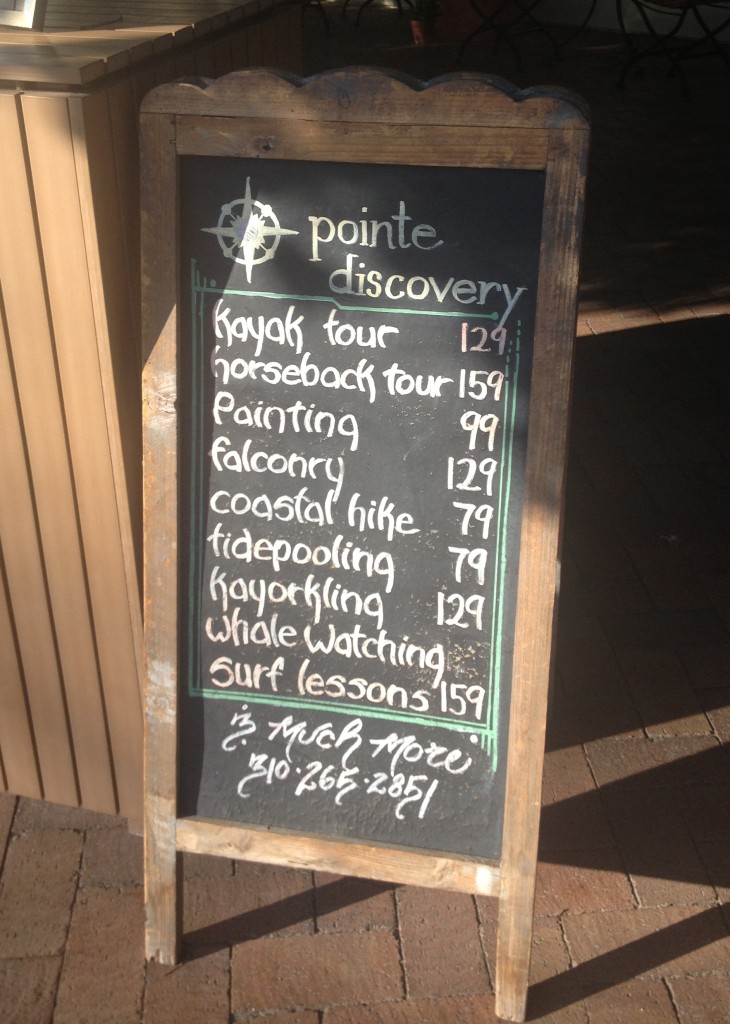 pointe
discovery
kayak tour 129
horseback tour 159
Painting 99
falconry 129
coastal hike 79
tidepooling 79
kayorkling 129
whale watching
surf lessons 159
& Much More
310.265.2851